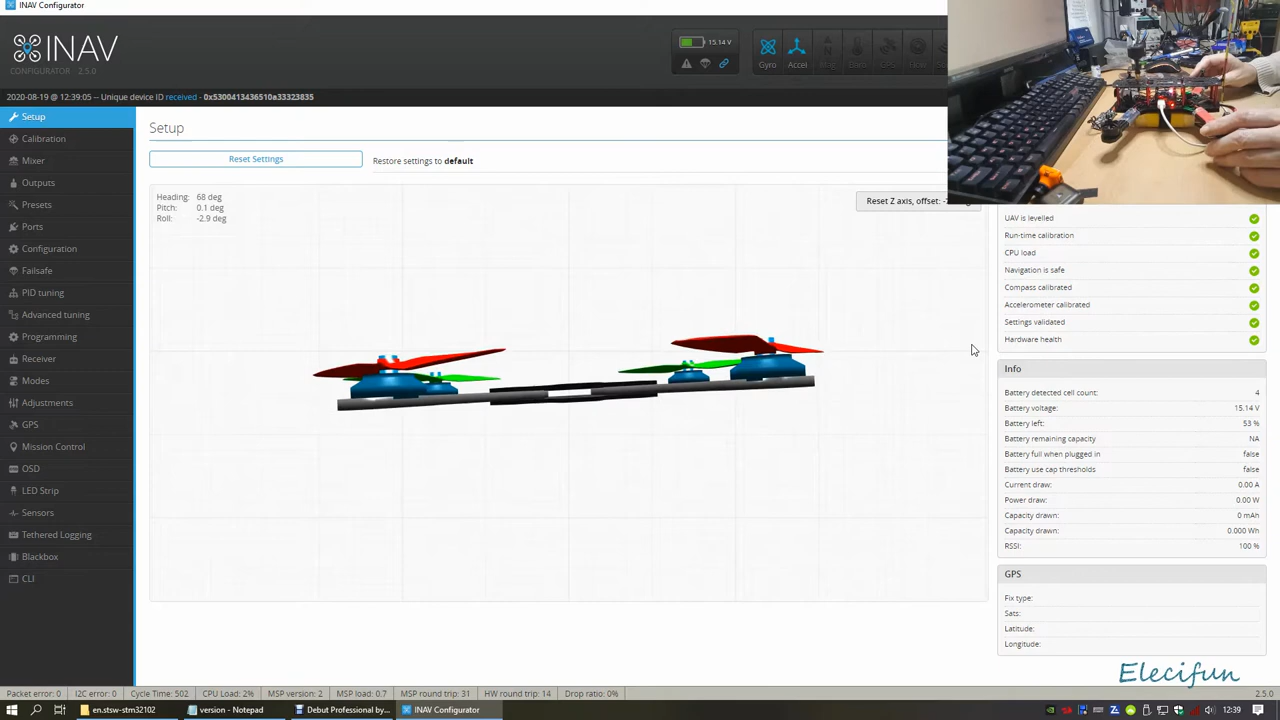 INAV Configurator
INAV
CONFIGURATOR 2.5.0
15.14 V
Gyro
Accel
2020-08-19 @ 12:39:05 -- Unique device ID received - 0x5300413436510a33323835
Setup
Calibration
Mixer
Outputs
Presets
Ports
Configuration
Failsafe
PID tuning
Advanced tuning
Programming
Receiver
Modes
Adjustments
GPS
Mission Control
OSD
LED Strip
Sensors
Tethered Logging
Blackbox
CLI
Setup
Reset Settings
Restore settings to default
Heading: 68 deg
Pitch: 0.1 deg
Roll: -2.9 deg
Reset Z axis, offset:
UAV is levelled
Run-time calibration
CPU load
Navigation is safe
Compass calibrated
Accelerometer calibrated
Settings validated
Hardware health
Info
Battery detected cell count: 4
Battery voltage: 15.14 V
Battery left: 53 %
Battery remaining capacity NA
Battery full when plugged in false
Battery use cap thresholds false
Current draw: 0.00 A
Power draw: 0.00 W
Capacity drawn: 0 mAh
Capacity drawn: 0.000 Wh
RSSI: 100 %
GPS
Fix type:
Sats:
Latitude:
Longitude:
Elecifun
Packet error: 0 I2C error: 0 Cycle Time: 502 CPU Load: 2% MSP version: 2 MSP load: 0.7 MSP round trip: 31 HW round trip: 14 Drop ratio: 0% 2.5.0
en.stsw-stm32102 version - Notepad Debut Professional by... INAV Configurator 12:39